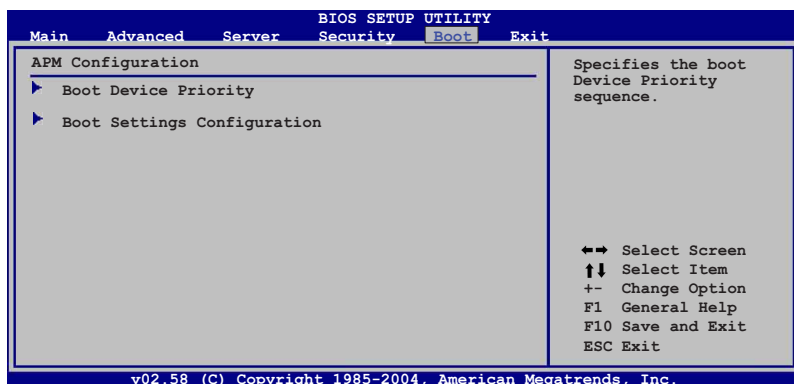 BIOS SETUP UTILITY
Main Advanced Server Security Boot Exit
APM Configuration
Boot Device Priority
Boot Settings Configuration
Specifies the boot
Device Priority
sequence.
Select Screen
Select Item
+- Change Option
F1 General Help
F10 Save and Exit
ESC Exit
v02.58 (C) Copyright 1985-2004, American Megatrends, Inc.